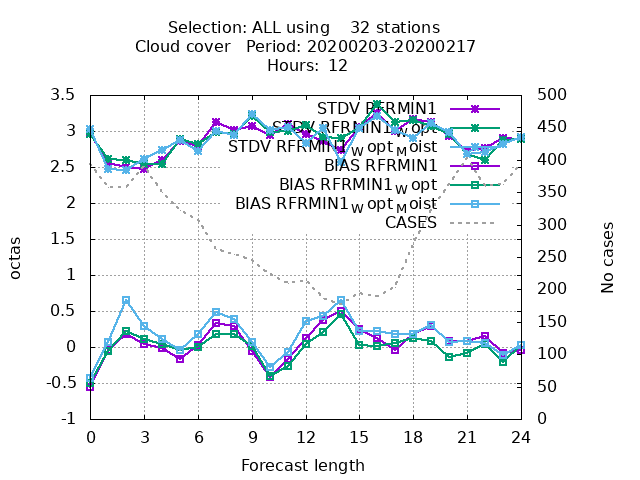 Selection: ALL using    32 stations
Cloud cover   Period: 20200203-20200217
Hours:  12
STDV RFRMIN1
STDV RFRMIN1_W opt
STDV RFRMIN1_W opt_M oist
BIAS RFRMIN1
BIAS RFRMIN1_W opt
BIAS RFRMIN1_W opt_M oist
CASES
3.5
3
2.5
2
1.5
1
0.5
0
-0.5
-1
octas
500
450
400
350
300
250
200
150
100
50
0
No cases
0 3 6 9 12 15 18 21 24
Forecast length